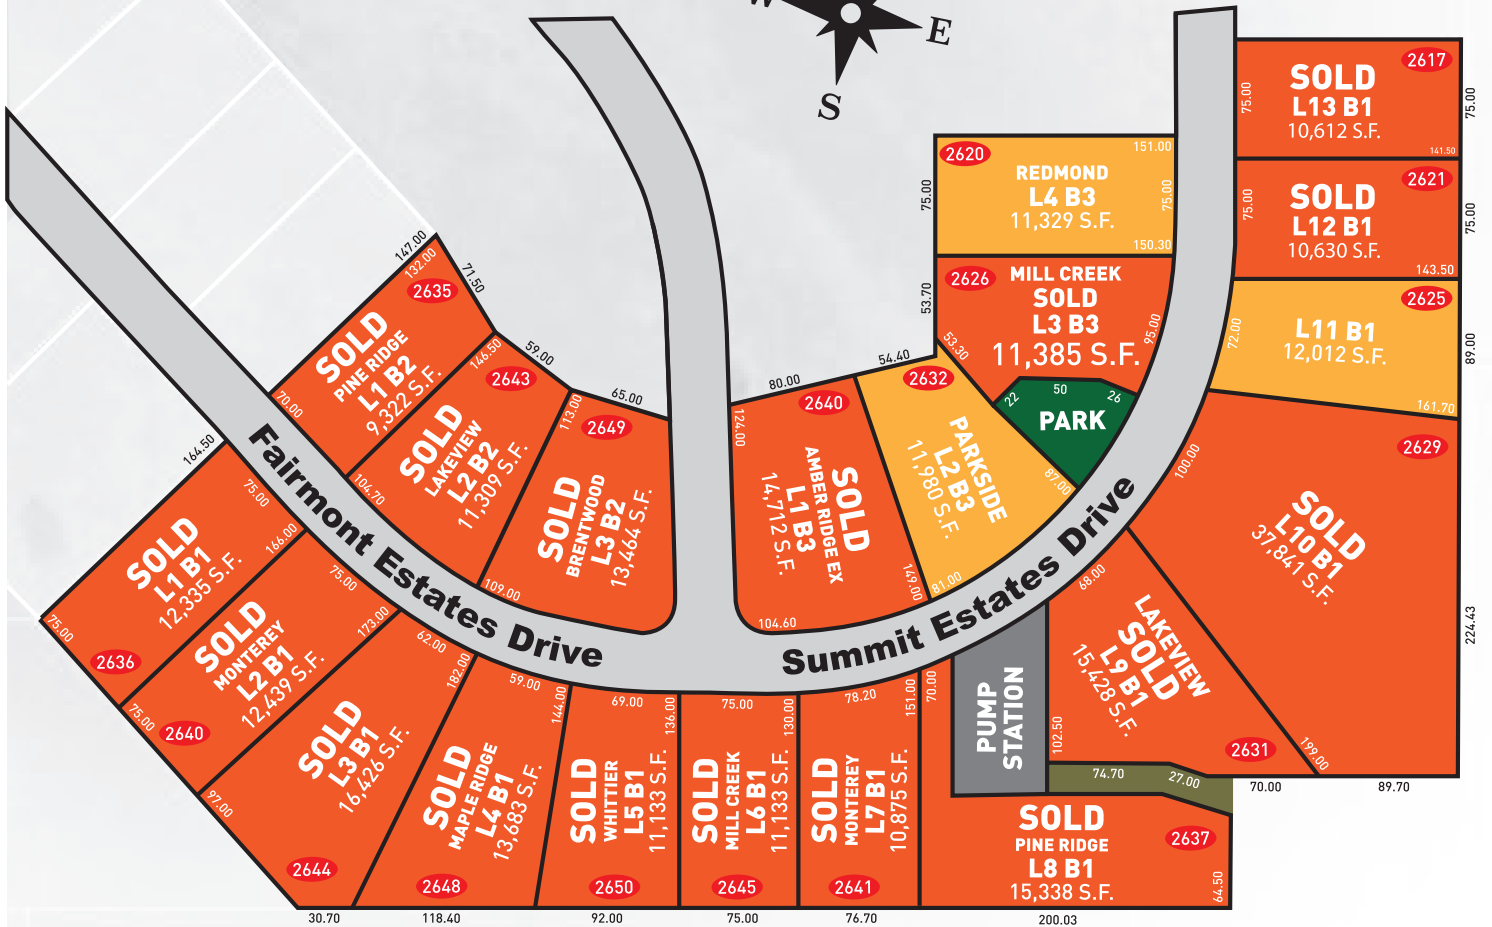 W
E
S
2617
SOLD
L13 B1
10,612 S.F.
75.00
75.00
141.50
2621
SOLD
L12 B1
10,630 S.F.
75.00
75.00
143.50
2625
L11 B1
12,012 S.F.
72.00
89.00
161.70
2629
SOLD
L10 B1
37,841 S.F.
100.00
224.43
199.00
89.70
2620
REDMOND
L4 B3
11,329 S.F.
151.00
75.00
75.00
150.30
2626
MILL CREEK
SOLD
L3 B3
11,385 S.F.
53.70
53.30
95.00
PARK
22
50
26
87.00
2632
PARKSIDE
L2 B3
11,980 S.F.
54.40
81.00
2640
SOLD
AMBER RIDGE EX
L1 B3
14,712 S.F.
80.00
124.00
149.00
104.60
2635
SOLD
PINE RIDGE
L1 B2
9,322 S.F.
147.00
132.00
71.50
70.00
2643
SOLD
LAKEVIEW
L2 B2
11,309 S.F.
146.50
59.00
104.70
2649
SOLD
BRENTWOOD
L3 B2
13,464 S.F.
113.00
65.00
109.00
Fairmont Estates Drive
Summit Estates Drive
SOLD
L1 B1
12,335 S.F.
2636
164.50
75.00
166.00
75.00
SOLD
MONTEREY
L2 B1
12,439 S.F.
2640
75.00
173.00
75.00
SOLD
L3 B1
16,426 S.F.
2644
62.00
182.00
97.00
30.70
SOLD
MAPLE RIDGE
L4 B1
13,683 S.F.
2648
59.00
144.00
118.40
SOLD
WHITTIER
L5 B1
11,133 S.F.
2650
69.00
136.00
92.00
SOLD
MILL CREEK
L6 B1
11,133 S.F.
2645
75.00
130.00
75.00
SOLD
MONTEREY
L7 B1
10,875 S.F.
2641
78.20
151.00
76.70
70.00
PUMP
STATION
102.50
LAKEVIEW
SOLD
L9 B1
15,428 S.F.
2631
68.00
74.70
27.00
70.00
SOLD
PINE RIDGE
L8 B1
15,338 S.F.
2637
64.50
200.03